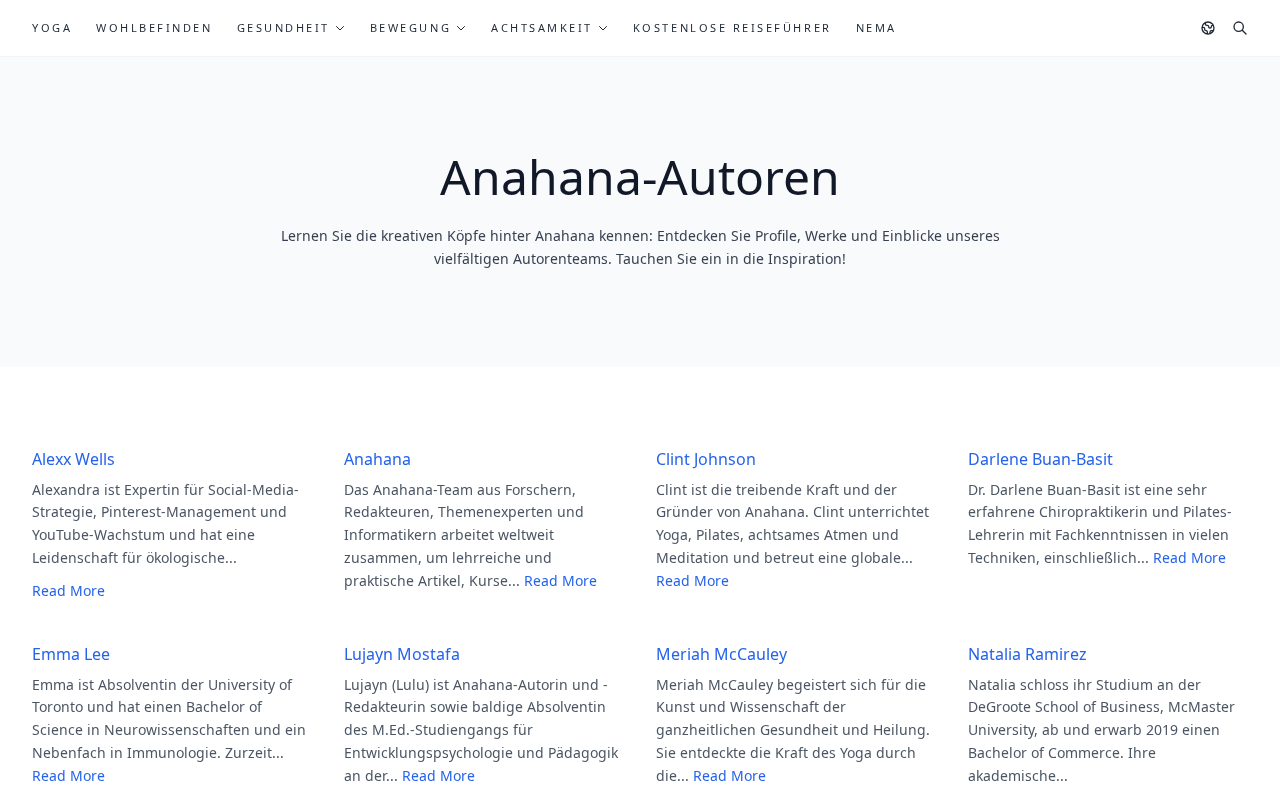 YOGA WOHLBEFINDEN GESUNDHEIT BEWEGUNG ACHTSAMKEIT KOSTENLOSE REISEFÜHRER NEMA
Anahana-Autoren
Lernen Sie die kreativen Köpfe hinter Anahana kennen: Entdecken Sie Profile, Werke und Einblicke unseres
vielfältigen Autorenteams. Tauchen Sie ein in die Inspiration!
Alexx Wells
Alexandra ist Expertin für Social-Media-
Strategie, Pinterest-Management und
YouTube-Wachstum und hat eine
Leidenschaft für ökologische...
Read More
Anahana
Das Anahana-Team aus Forschern,
Redakteuren, Themenexperten und
Informatikern arbeitet weltweit
zusammen, um lehrreiche und
praktische Artikel, Kurse... Read More
Clint Johnson
Clint ist die treibende Kraft und der
Gründer von Anahana. Clint unterrichtet
Yoga, Pilates, achtsames Atmen und
Meditation und betreut eine globale...
Read More
Darlene Buan-Basit
Dr. Darlene Buan-Basit ist eine sehr
erfahrene Chiropraktikerin und Pilates-
Lehrerin mit Fachkenntnissen in vielen
Techniken, einschließlich... Read More
Emma Lee
Emma ist Absolventin der University of
Toronto und hat einen Bachelor of
Science in Neurowissenschaften und ein
Nebenfach in Immunologie. Zurzeit...
Read More
Lujayn Mostafa
Lujayn (Lulu) ist Anahana-Autorin und -
Redakteurin sowie baldige Absolventin
des M.Ed.-Studiengangs für
Entwicklungspsychologie und Pädagogik
an der... Read More
Meriah McCauley
Meriah McCauley begeistert sich für die
Kunst und Wissenschaft der
ganzheitlichen Gesundheit und Heilung.
Sie entdeckte die Kraft des Yoga durch
die... Read More
Natalia Ramirez
Natalia schloss ihr Studium an der
DeGroote School of Business, McMaster
University, ab und erwarb 2019 einen
Bachelor of Commerce. Ihre
akademische...